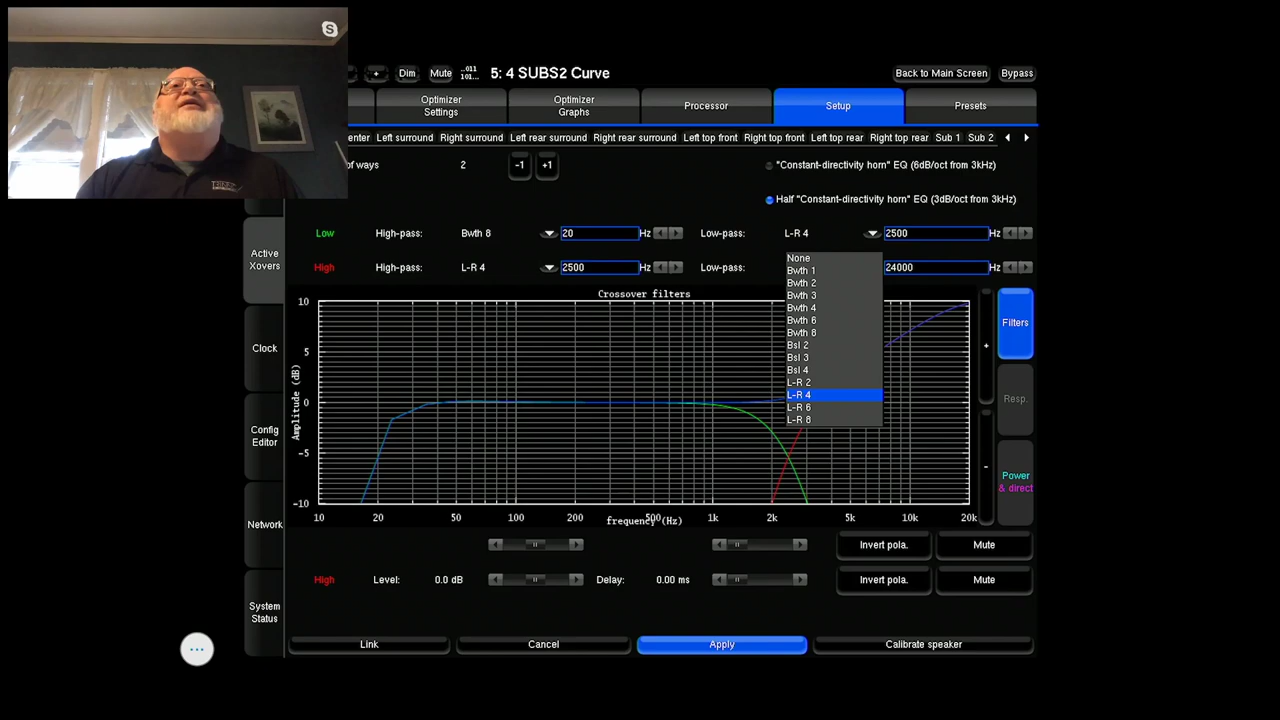 +
Dim
Mute
..011
101...
5: 4 SUBS2 Curve
Back to Main Screen
Bypass
Optimizer
Settings
Optimizer
Graphs
Processor
Setup
Presets
enter
Left surround
Right surround
Left rear surround
Right rear surround
Left top front
Right top front
Left top rear
Right top rear
Sub 1
Sub 2
of ways
2
-1
+1
"Constant-directivity horn" EQ (6dB/oct from 3kHz)
Half "Constant-directivity horn" EQ (3dB/oct from 3kHz)
Low
High-pass:
Bwth 8
20
Hz
Low-pass:
L-R 4
2500
Hz
High
High-pass:
L-R 4
2500
Hz
Low-pass:
24000
Hz
None
Bwth 1
Bwth 2
Bwth 3
Bwth 4
Bwth 6
Bwth 8
Bsl 2
Bsl 3
Bsl 4
L-R 2
L-R 4
L-R 6
L-R 8
Active
Xovers
Clock
Config
Editor
Network
System
Status
Crossover filters
Amplitude (dB)
10
5
0
-5
-10
10
20
50
100
200
500
1k
2k
5k
10k
20k
frequency (Hz)
+
-
Filters
Resp.
Power
& direct
Invert pola.
Mute
High
Level:
0.0 dB
Delay:
0.00 ms
Invert pola.
Mute
Link
Cancel
Apply
Calibrate speaker